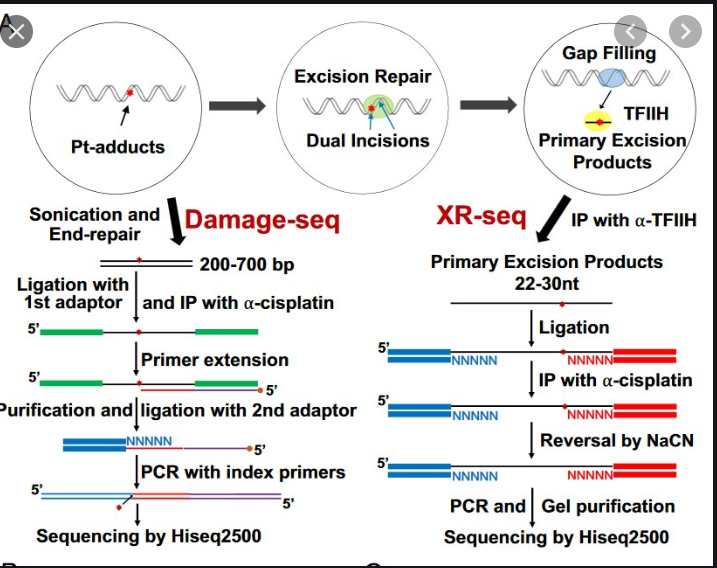 A
Pt-adducts
Excision Repair
Dual Incisions
Gap Filling
TFIIH
Primary Excision
Products
Sonication and
End-repair
Damage-seq
200-700 bp
Ligation with
1st adaptor
and IP with α-cisplatin
5’
Primer extension
5’
5’
Purification and
ligation with 2nd adaptor
NNNNN
5’
PCR with index primers
5’
5’
Sequencing by Hiseq2500
XR-seq
IP with α-TFIIH
Primary Excision Products
22-30nt
Ligation
5’
NNNNN
NNNNN
IP with α-cisplatin
5’
NNNNN
NNNNN
Reversal by NaCN
5’
NNNNN
NNNNN
PCR and
Gel purification
Sequencing by Hiseq2500